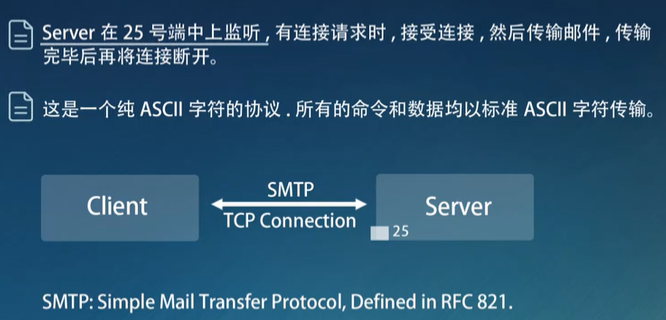 Server 在 25 号端中上监听 , 有连接请求时 , 接受连接 , 然后传输邮件 , 传输
完毕后再将连接断开。
这是一个纯 ASCII 字符的协议 . 所有的命令和数据均以标准 ASCII 字符传输。
Client
SMTP
TCP Connection
Server
25
SMTP: Simple Mail Transfer Protocol, Defined in RFC 821.